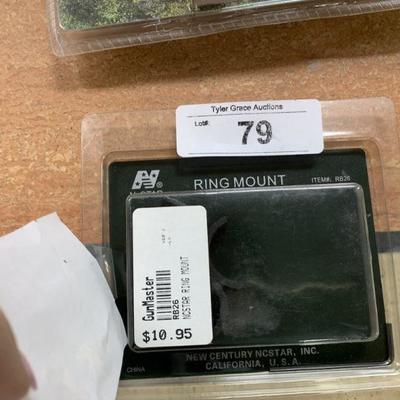 Tyler Grace Auctions
Lot#: 79
NcSTAR
RING MOUNT
ITEM#: RB26
GunMaster
RB26
NCSTAR RING MOUNT
$10.95
NEW CENTURY NCSTAR, INC.
CALIFORNIA, U.S.A.
CHINA